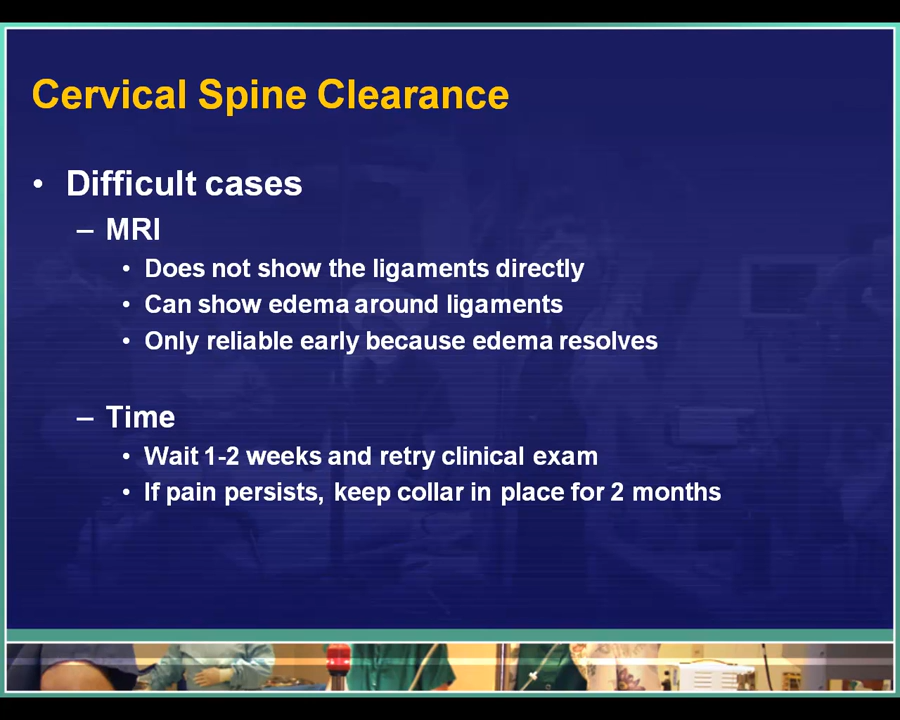 Cervical Spine Clearance
• Difficult cases
– MRI
• Does not show the ligaments directly
• Can show edema around ligaments
• Only reliable early because edema resolves
– Time
• Wait 1-2 weeks and retry clinical exam
• If pain persists, keep collar in place for 2 months